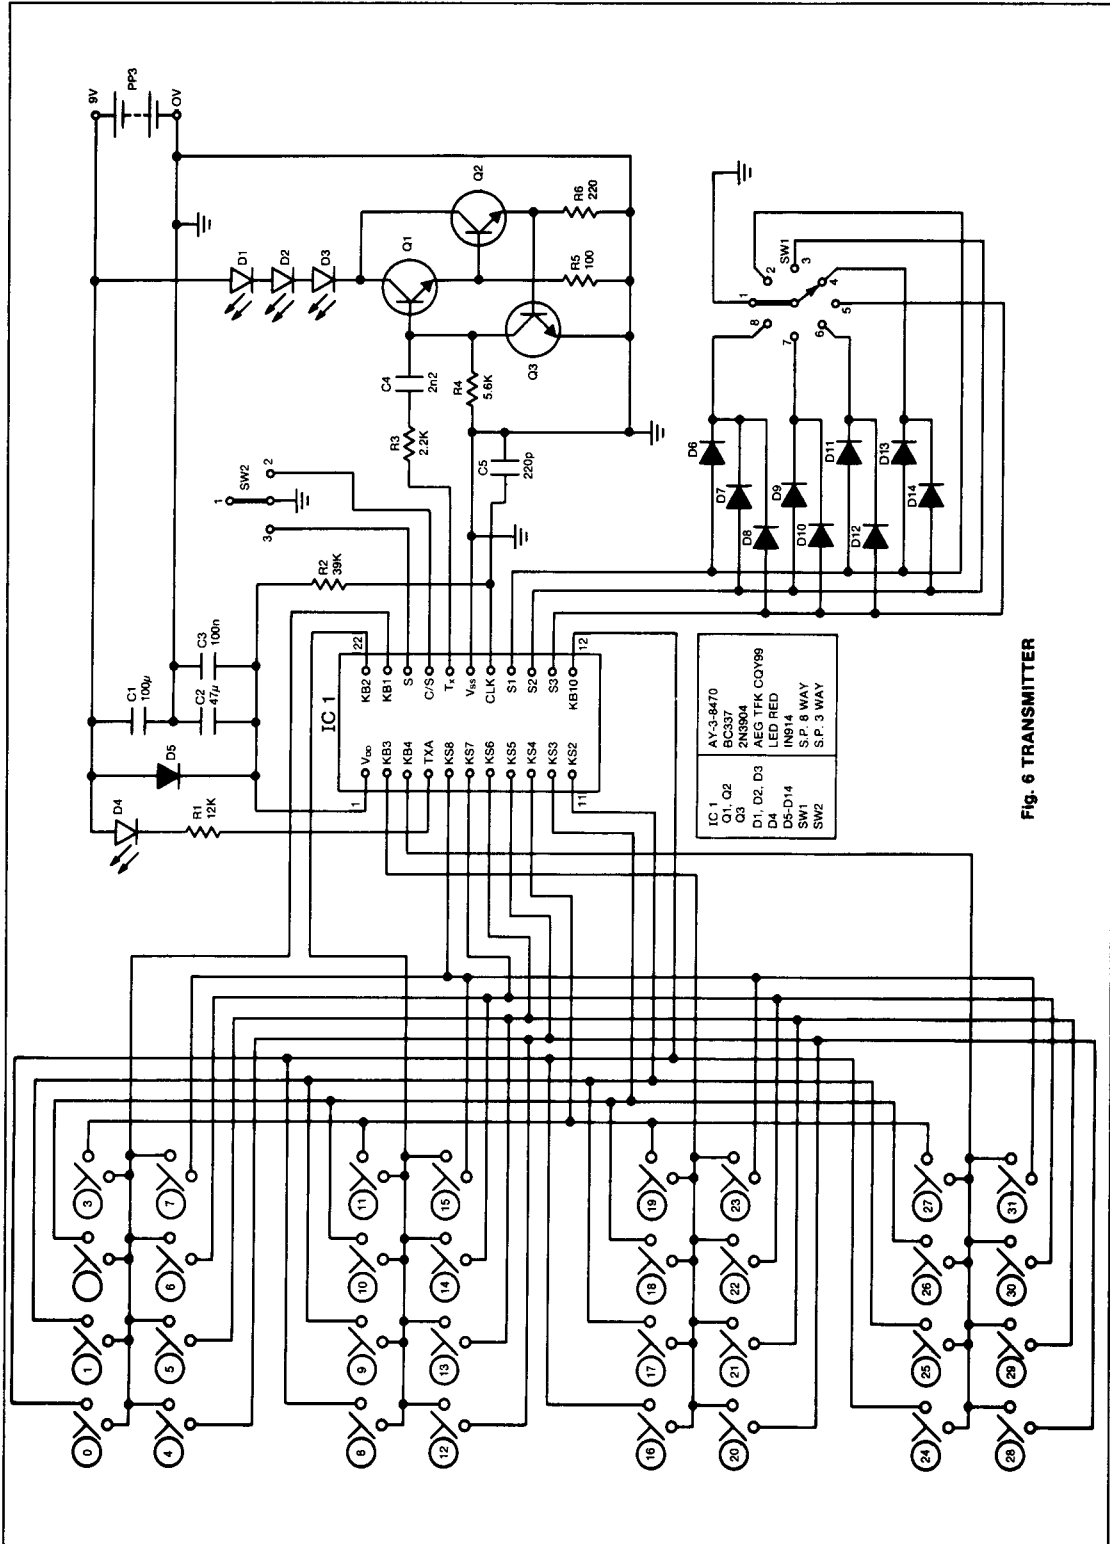 9V
PP3
0V
D1
D2
D3
Q1
Q2
Q3
R6
220
R5
100
C4
2n2
R3
2.2K
R4
5.6K
C5
220p
SW2
1
2
3
R2
39K
C1
100μ
C2
47μ
C3
100n
D5
D4
R1
12K
IC 1
1
22
11
12
VDD
KB3
KB4
TXA
KS8
KS7
KS6
KS5
KS4
KS3
KS2
KB2
KB1
S
C/S
Tx
VSS
CLK
S1
S2
S3
KB10
SW1
1
2
3
4
5
6
7
8
D6
D7
D8
D9
D10
D11
D12
D13
D14
IC 1 AY-3-8470
Q1, Q2 BC337
Q3 2N3904
D1, D2, D3 AEG TFK CQY99
D4 LED RED
D5-D14 IN914
SW1 S.P. 8 WAY
SW2 S.P. 3 WAY
0
1
3
4
5
6
7
8
9
10
11
12
13
14
15
16
17
18
19
20
21
22
23
24
25
26
27
28
29
30
31
Fig. 6 TRANSMITTER